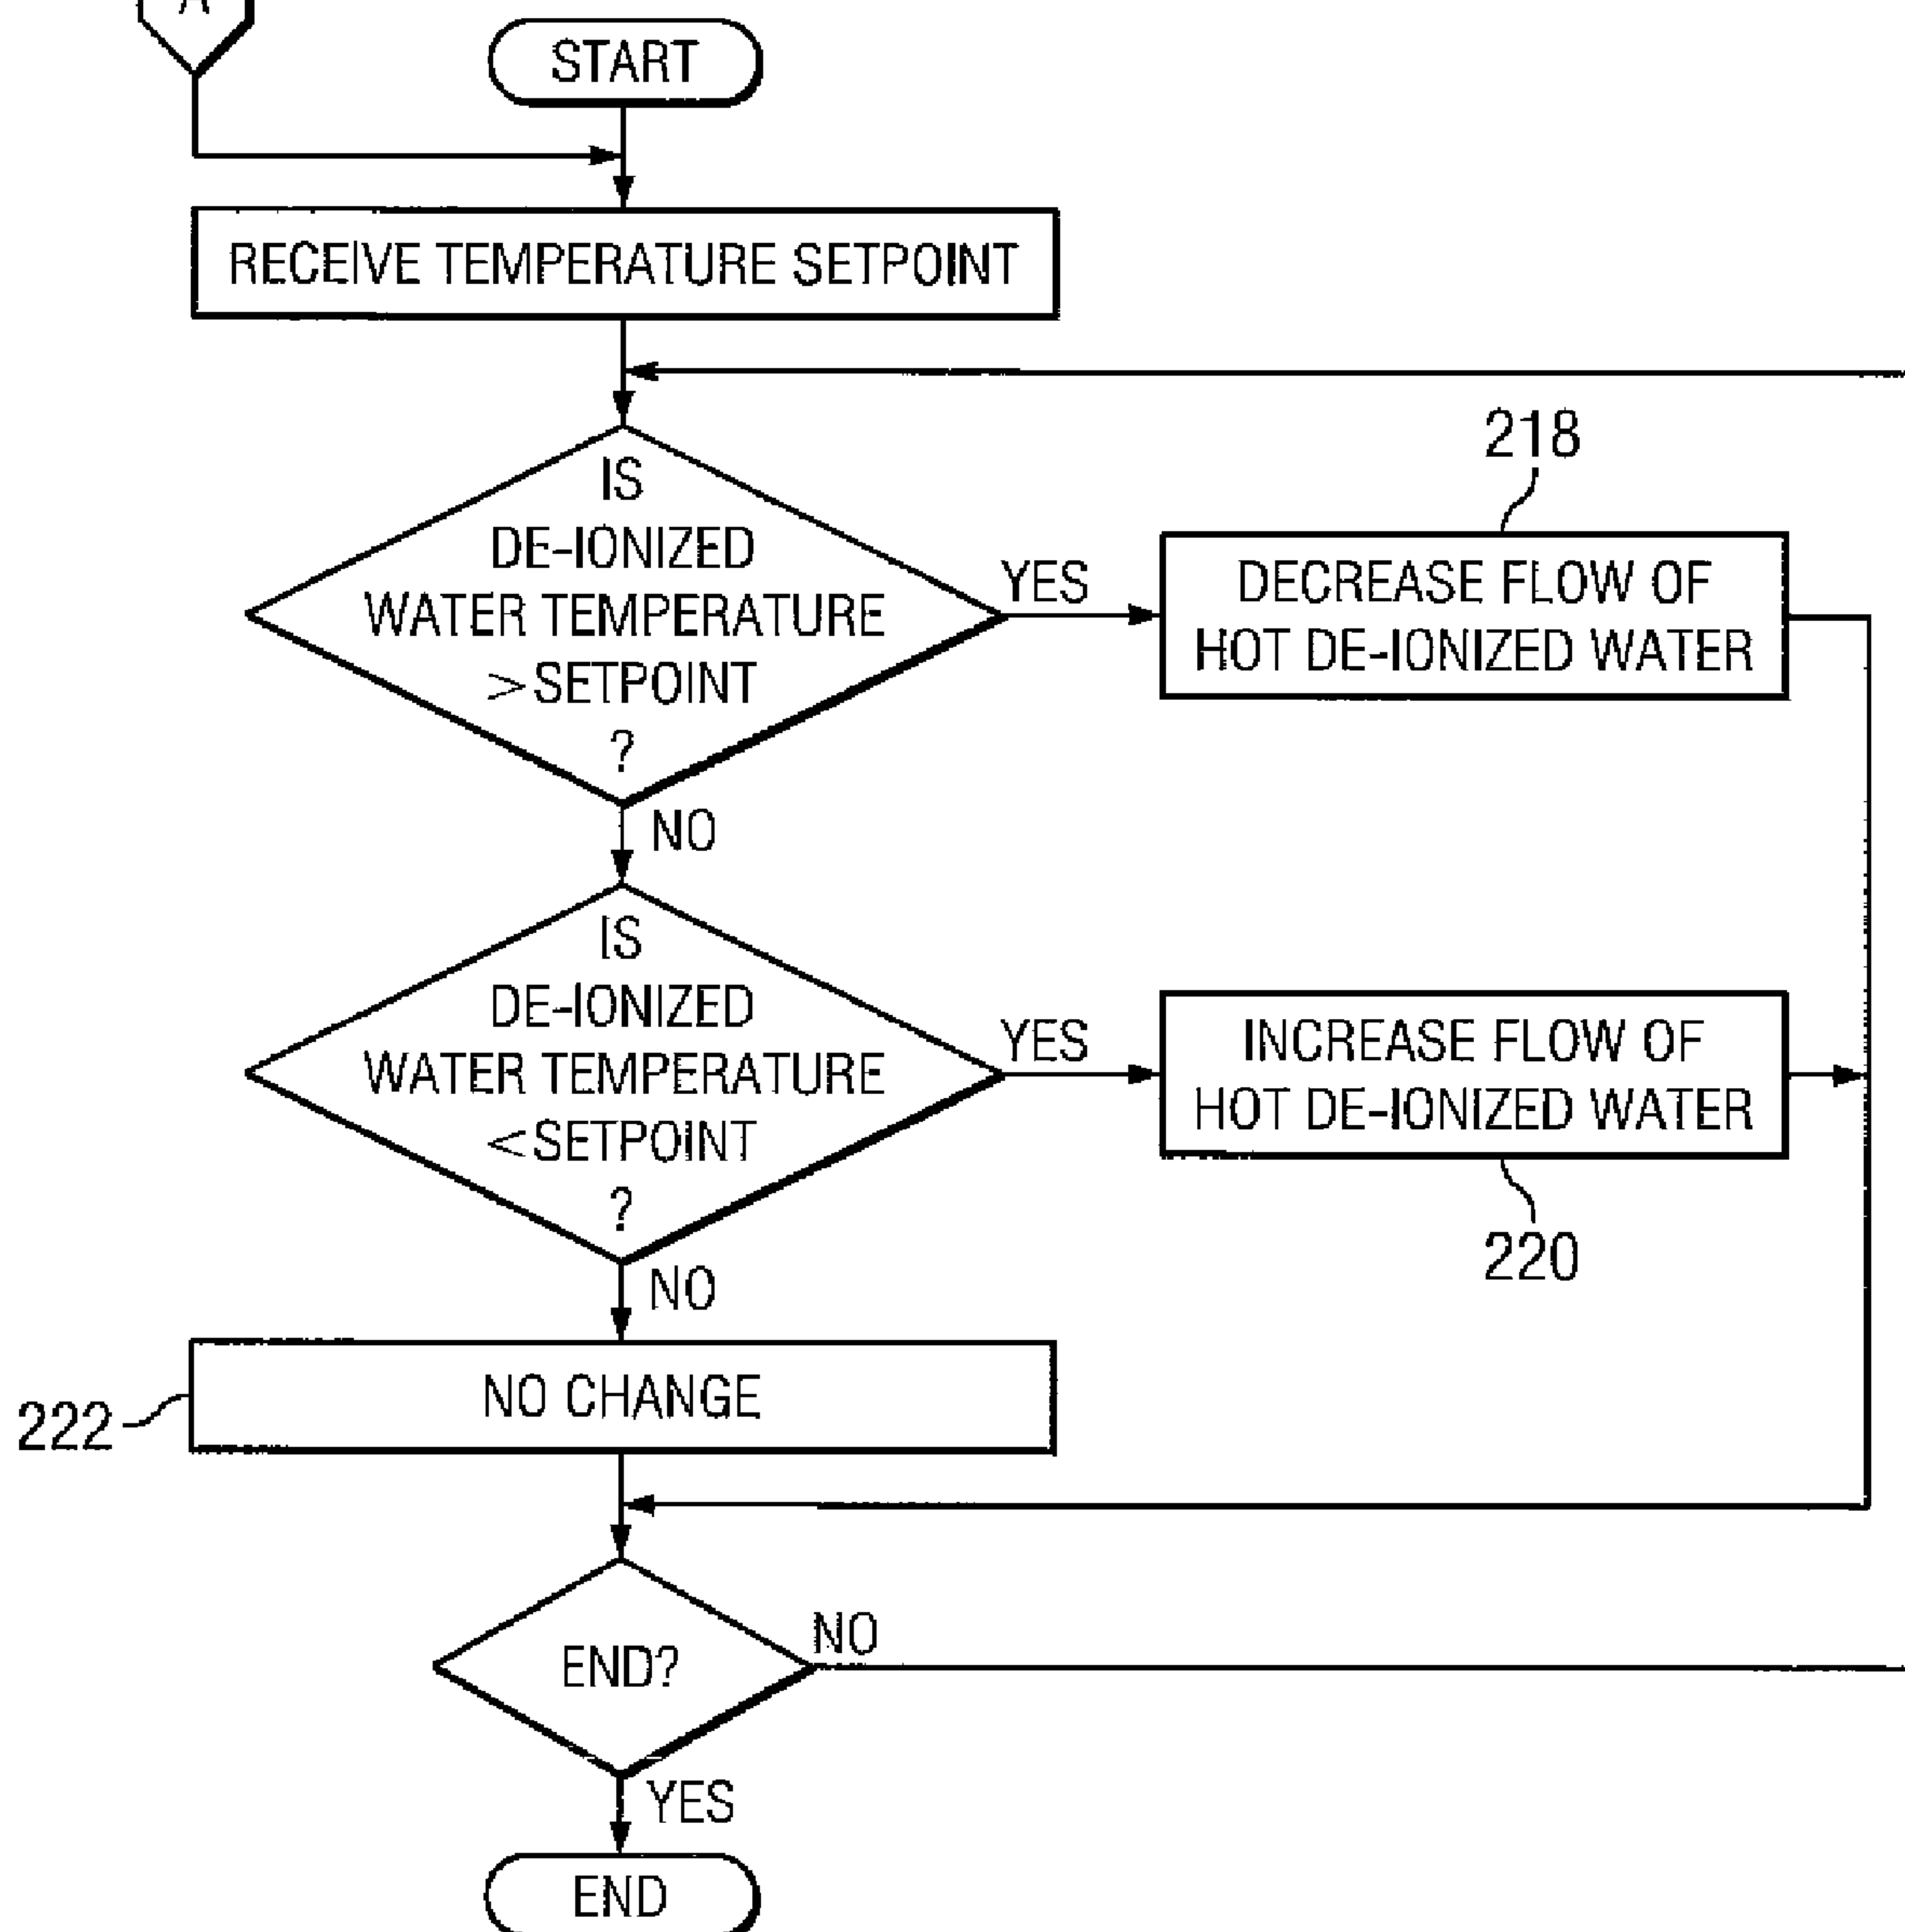 A
START
RECEIVE TEMPERATURE SETPOINT
218
IS
DE-IONIZED
WATER TEMPERATURE
>SETPOINT
?
YES
DECREASE FLOW OF
HOT DE-IONIZED WATER
NO
IS
DE-IONIZED
WATER TEMPERATURE
<SETPOINT
?
YES
INCREASE FLOW OF
HOT DE-IONIZED WATER
220
NO
222
NO CHANGE
END?
NO
YES
END